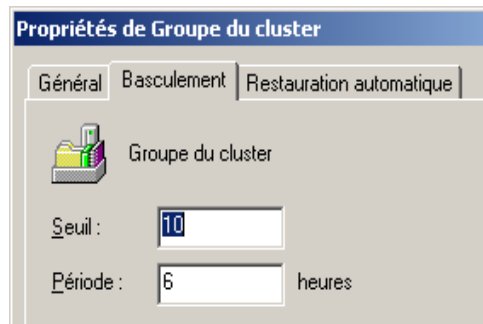 Propriétés de Groupe du cluster
Général Basculement Restauration automatique
Groupe du cluster
Seuil : 10
Période : 6 heures